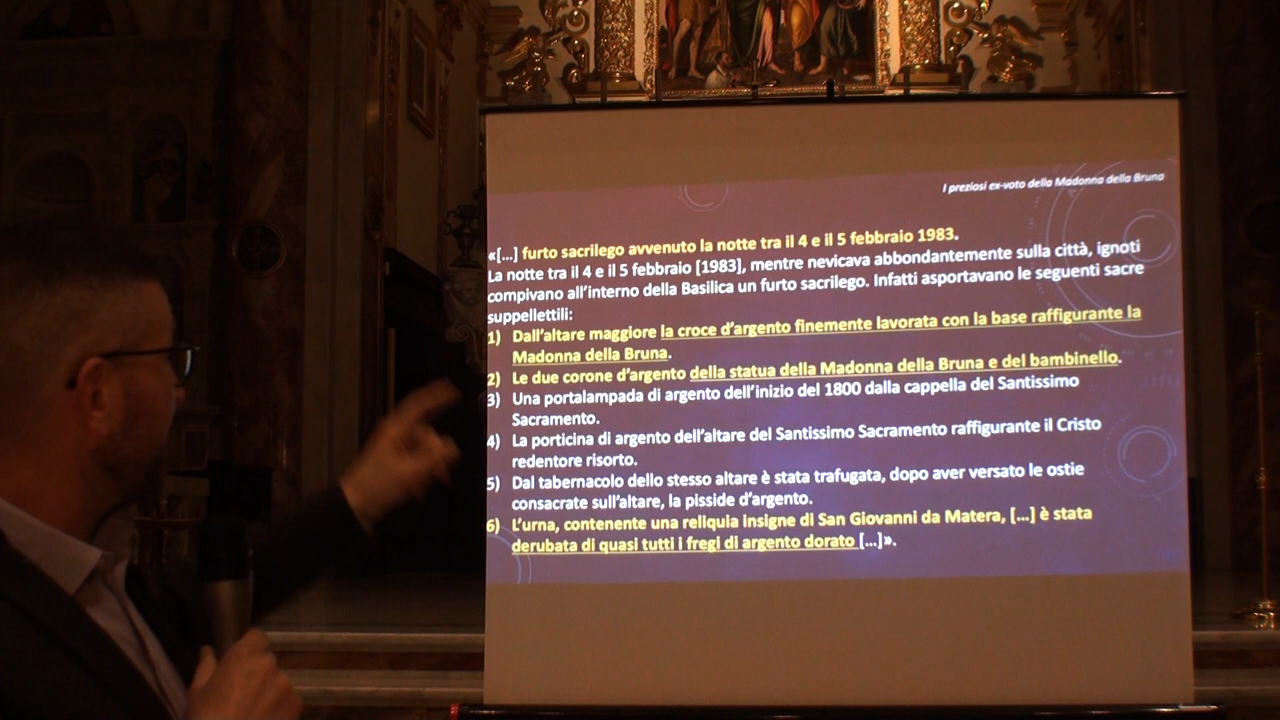 I preziosi ex-voto della Madonna della Bruna
«[...] furto sacrilego avvenuto la notte tra il 4 e il 5 febbraio 1983.
La notte tra il 4 e il 5 febbraio [1983], mentre nevicava abbondantemente sulla città, ignoti
compivano all'interno della Basilica un furto sacrilego. Infatti asportavano le seguenti sacre
suppellettili:
1) Dall'altare maggiore la croce d'argento finemente lavorata con la base raffigurante la
Madonna della Bruna.
2) Le due corone d'argento della statua della Madonna della Bruna e del bambinello.
3) Una portalampada di argento dell'inizio del 1800 dalla cappella del Santissimo
Sacramento.
4) La porticina di argento dell'altare del Santissimo Sacramento raffigurante il Cristo
redentore risorto.
5) Dal tabernacolo dello stesso altare è stata trafugata, dopo aver versato le ostie
consacrate sull'altare, la pisside d'argento.
6) L'urna, contenente una reliquia insigne di San Giovanni da Matera, [...] è stata
derubata di quasi tutti i fregi di argento dorato [...]».